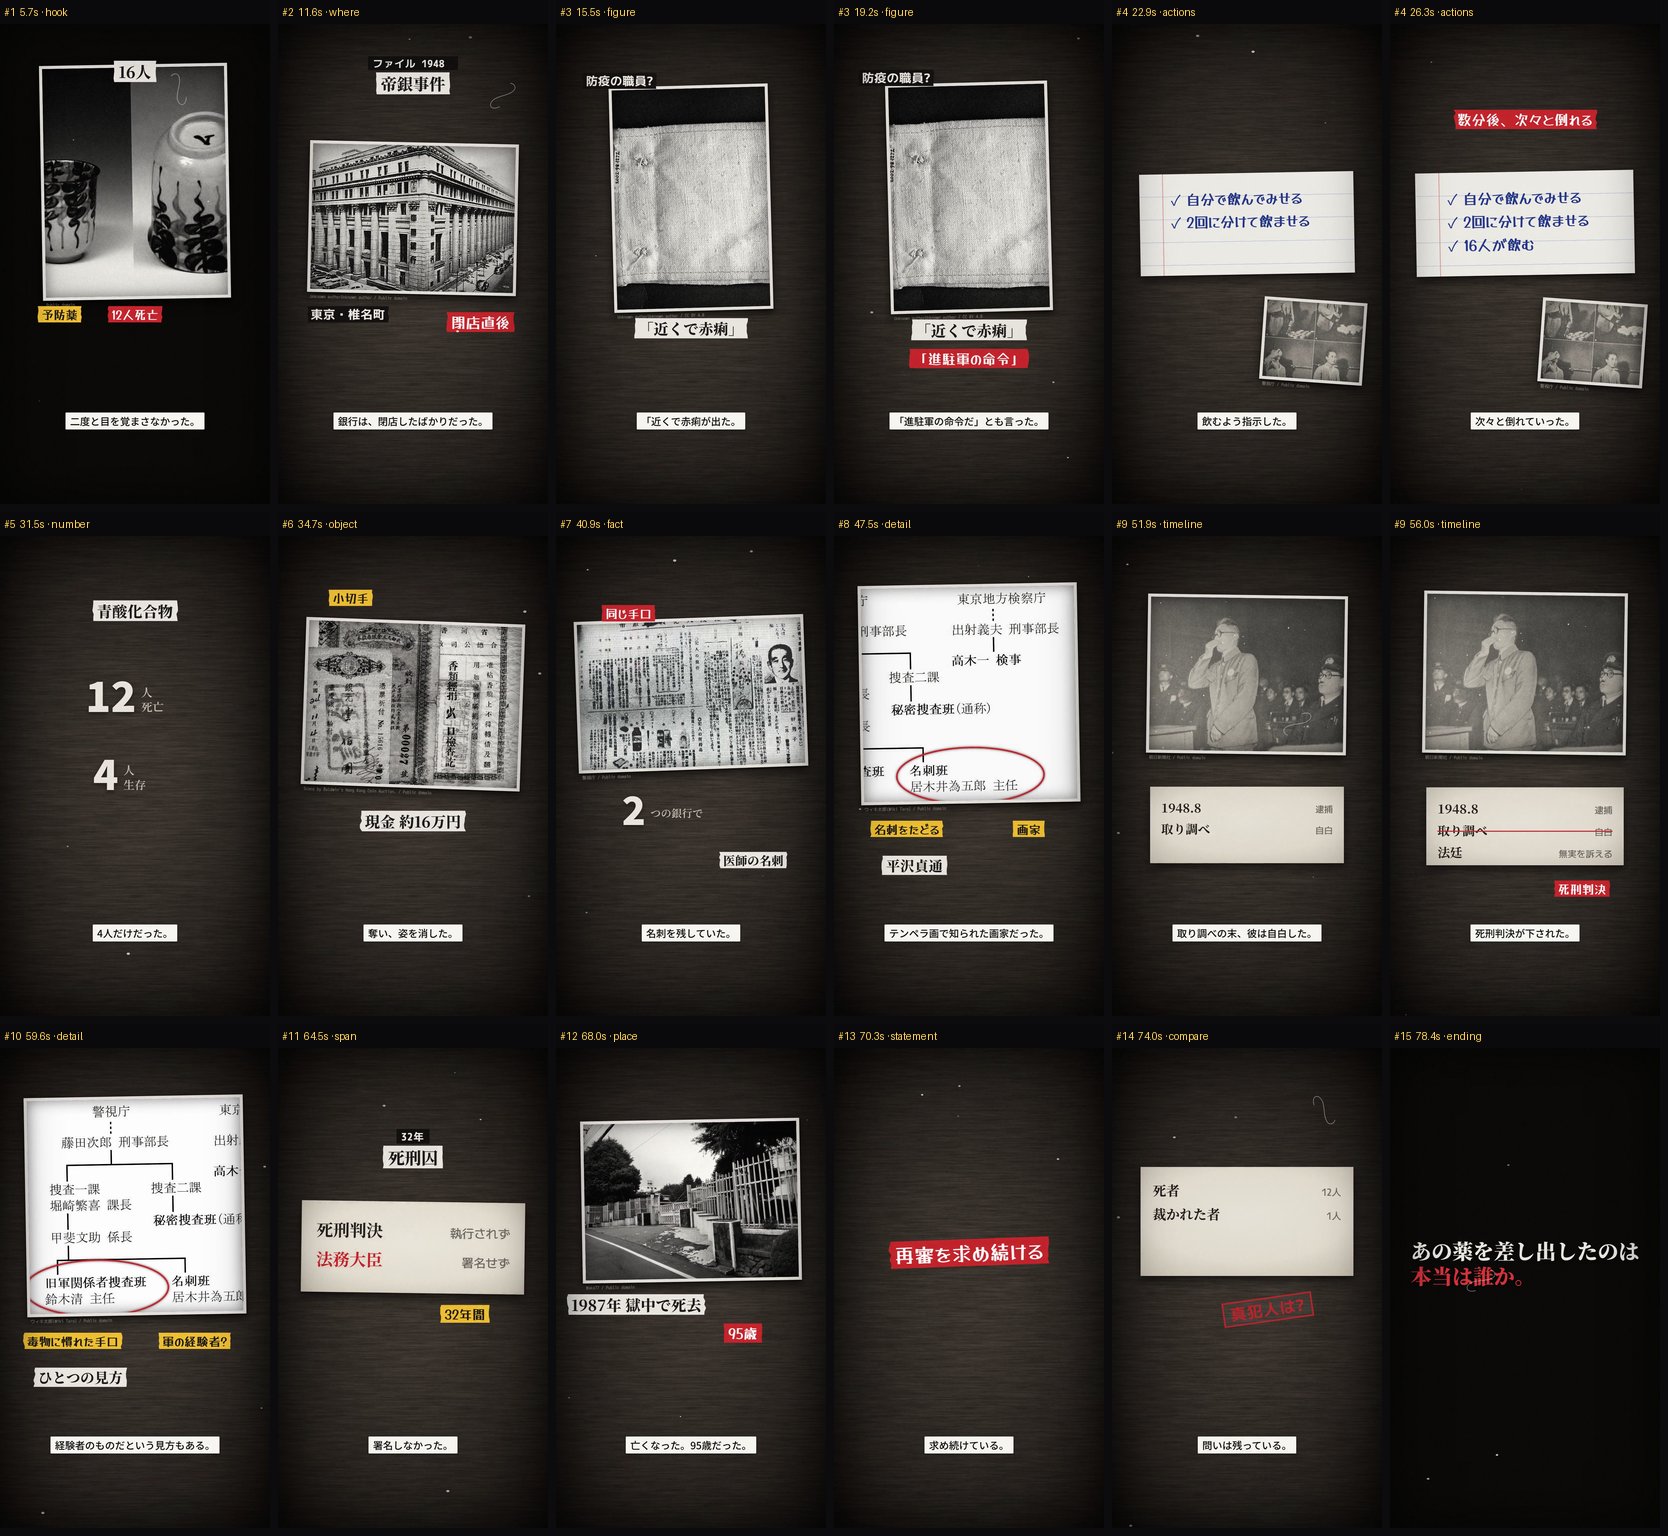 #1 5.7s · hook
16人
予防薬
12人死亡
二度と目を覚まさなかった。
#2 11.6s · where
ファイル 1948
帝銀事件
東京・椎名町
閉店直後
銀行は、閉店したばかりだった。
#3 15.5s · figure
防疫の職員?
「近くで赤痢」
「近くで赤痢が出た。
#3 19.2s · figure
防疫の職員?
「近くで赤痢」
「進駐軍の命令」
「進駐軍の命令だ」とも言った。
#4 22.9s · actions
✓ 自分で飲んでみせる
✓ 2回に分けて飲ませる
飲むよう指示した。
#4 26.3s · actions
数分後、次々と倒れる
✓ 自分で飲んでみせる
✓ 2回に分けて飲ませる
✓ 16人が飲む
次々と倒れていった。
#5 31.5s · number
青酸化合物
12 人
死亡
4 人
生存
4人だけだった。
#6 34.7s · object
小切手
現金 約16万円
奪い、姿を消した。
#7 40.9s · fact
同じ手口
2 つの銀行で
医師の名刺
名刺を残していた。
#8 47.5s · detail
庁
東京地方検察庁
刑事部長
出射義夫 刑事部長
高木一 検事
捜査二課
長
秘密捜査班(通称)
長
査班
名刺班
居木井為五郎 主任
名刺をたどる
画家
平沢貞通
テンペラ画で知られた画家だった。
#9 51.9s · timeline
1948.8 逮捕
取り調べ 自白
取り調べの末、彼は自白した。
#9 56.0s · timeline
1948.8 逮捕
取り調べ 自白
法廷 無実を訴える
死刑判決
死刑判決が下された。
#10 59.6s · detail
警視庁
東京
藤田次郎 刑事部長
出射
高木
捜査一課
捜査二課
堀崎繁喜 課長
秘密捜査班(通称
甲斐文助 係長
旧軍関係者捜査班
名刺班
鈴木清 主任
居木井為五郎
毒物に慣れた手口
軍の経験者?
ひとつの見方
経験者のものだという見方もある。
#11 64.5s · span
32年
死刑囚
死刑判決 執行されず
法務大臣 署名せず
32年間
署名しなかった。
#12 68.0s · place
1987年 獄中で死去
95歳
亡くなった。95歳だった。
#13 70.3s · statement
再審を求め続ける
求め続けている。
#14 74.0s · compare
死者 12人
裁かれた者 1人
真犯人は?
問いは残っている。
#15 78.4s · ending
あの薬を差し出したのは
本当は誰か。